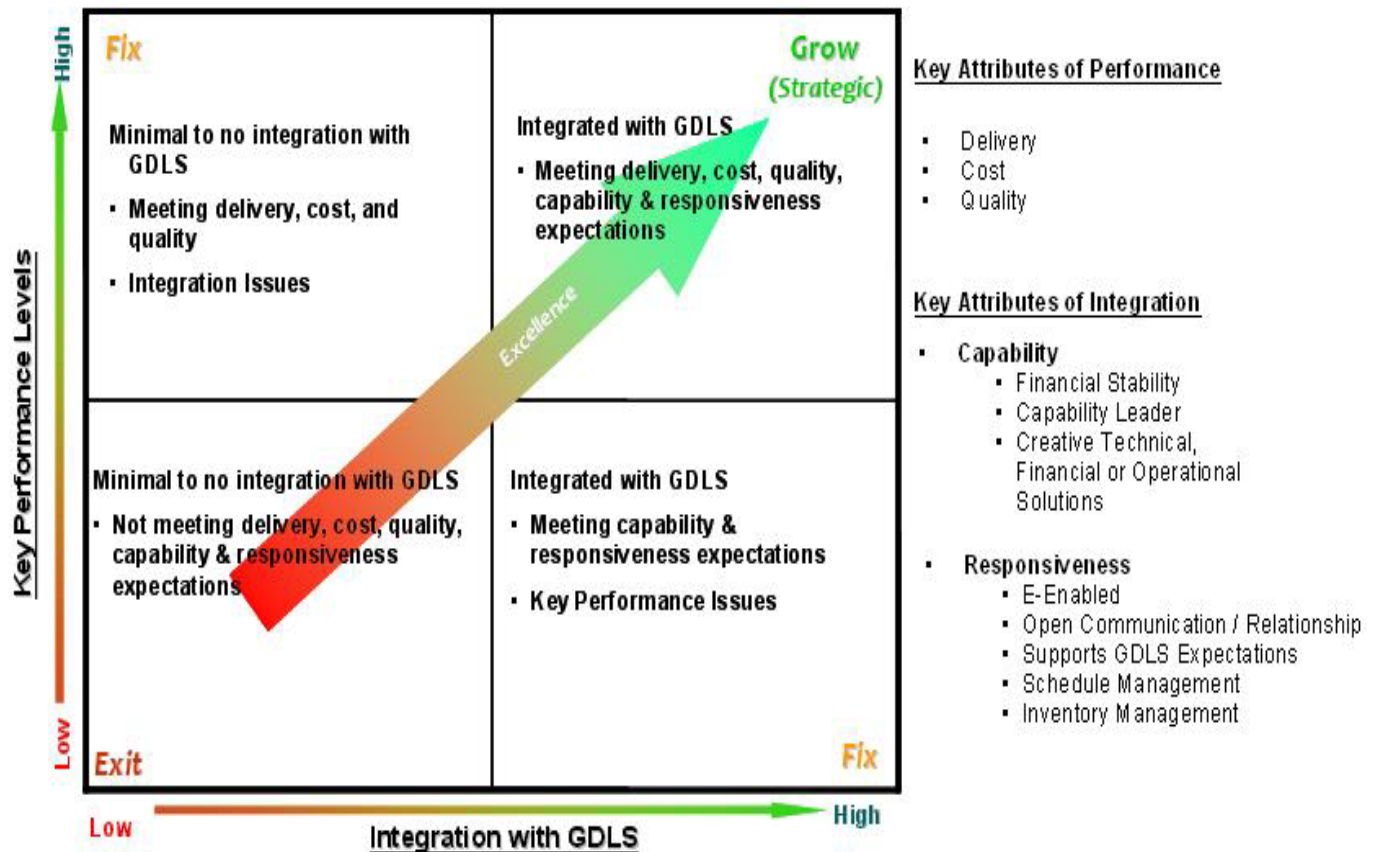 High
Key Performance Levels
Low
Fix
Minimal to no integration with
GDLS
▪ Meeting delivery, cost, and
quality
▪ Integration Issues
Grow
(Strategic)
Integrated with GDLS
▪ Meeting delivery, cost, quality,
capability & responsiveness
expectations
Excellence
Minimal to no integration with GDLS
▪ Not meeting delivery, cost, quality,
capability & responsiveness
expectations
Exit
Integrated with GDLS
▪ Meeting capability &
responsiveness expectations
▪ Key Performance Issues
Fix
Low
Integration with GDLS
High
Key Attributes of Performance
▪ Delivery
▪ Cost
▪ Quality
Key Attributes of Integration
▪ Capability
▪ Financial Stability
▪ Capability Leader
▪ Creative Technical,
Financial or Operational
Solutions
▪ Responsiveness
▪ E-Enabled
▪ Open Communication / Relationship
▪ Supports GDLS Expectations
▪ Schedule Management
▪ Inventory Management